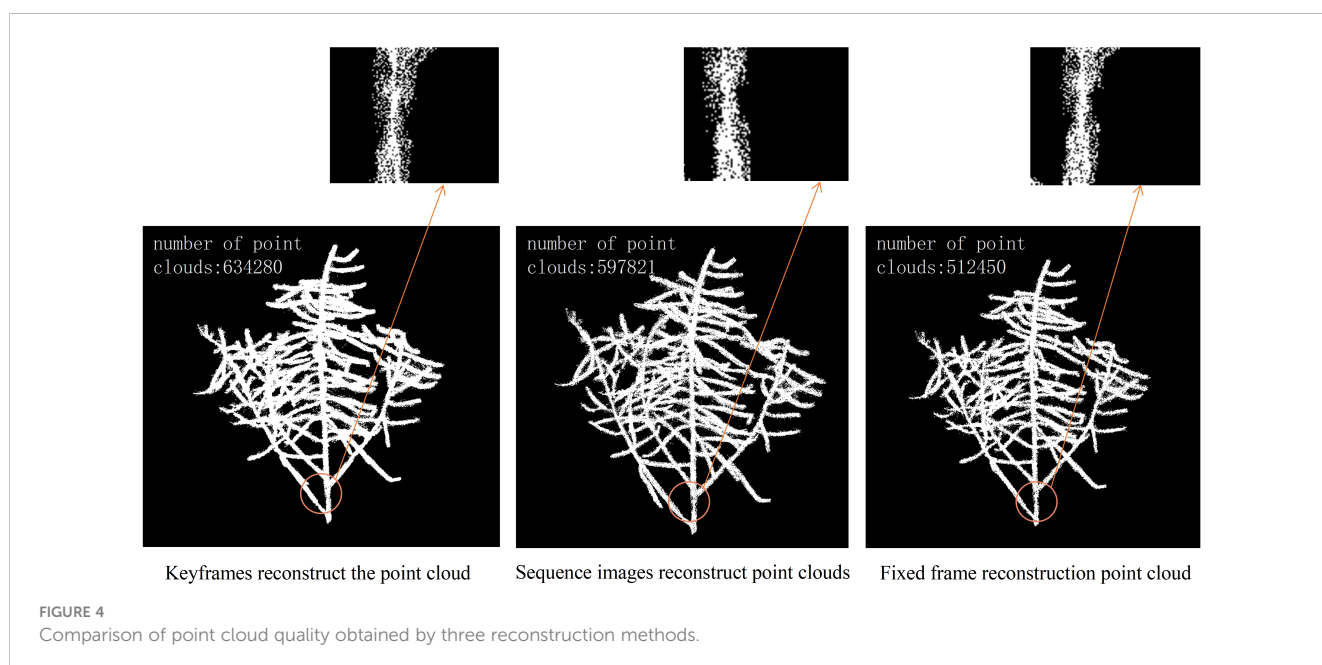 number of point
clouds:634280
number of point
clouds:597821
number of point
clouds:512450
Keyframes reconstruct the point cloud
Sequence images reconstruct point clouds
Fixed frame reconstruction point cloud
FIGURE 4
Comparison of point cloud quality obtained by three reconstruction methods.